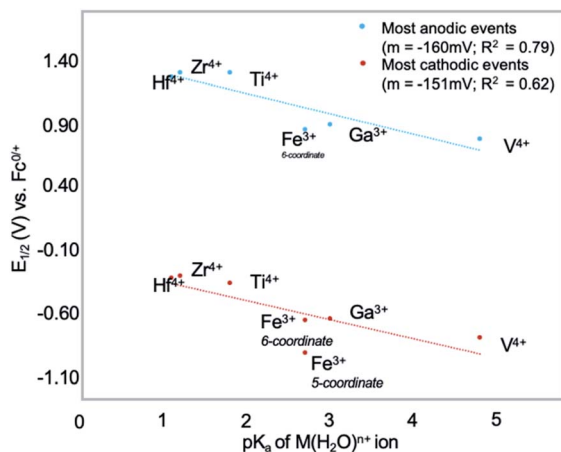 Most anodic events
(m = -160mV; R² = 0.79)
Most cathodic events
(m = -151mV; R² = 0.62)
E₁/₂ (V) vs. Fc⁰/⁺
1.40
0.90
0.40
-0.10
-0.60
-1.10
Hf⁴⁺
Zr⁴⁺
Ti⁴⁺
Fe³⁺
6-coordinate
Ga³⁺
V⁴⁺
Hf⁴⁺
Zr⁴⁺
Ti⁴⁺
Fe³⁺
6-coordinate
Ga³⁺
Fe³⁺
5-coordinate
V⁴⁺
0 1 2 3 4 5
pKₐ of M(H₂O)ⁿ⁺ ion